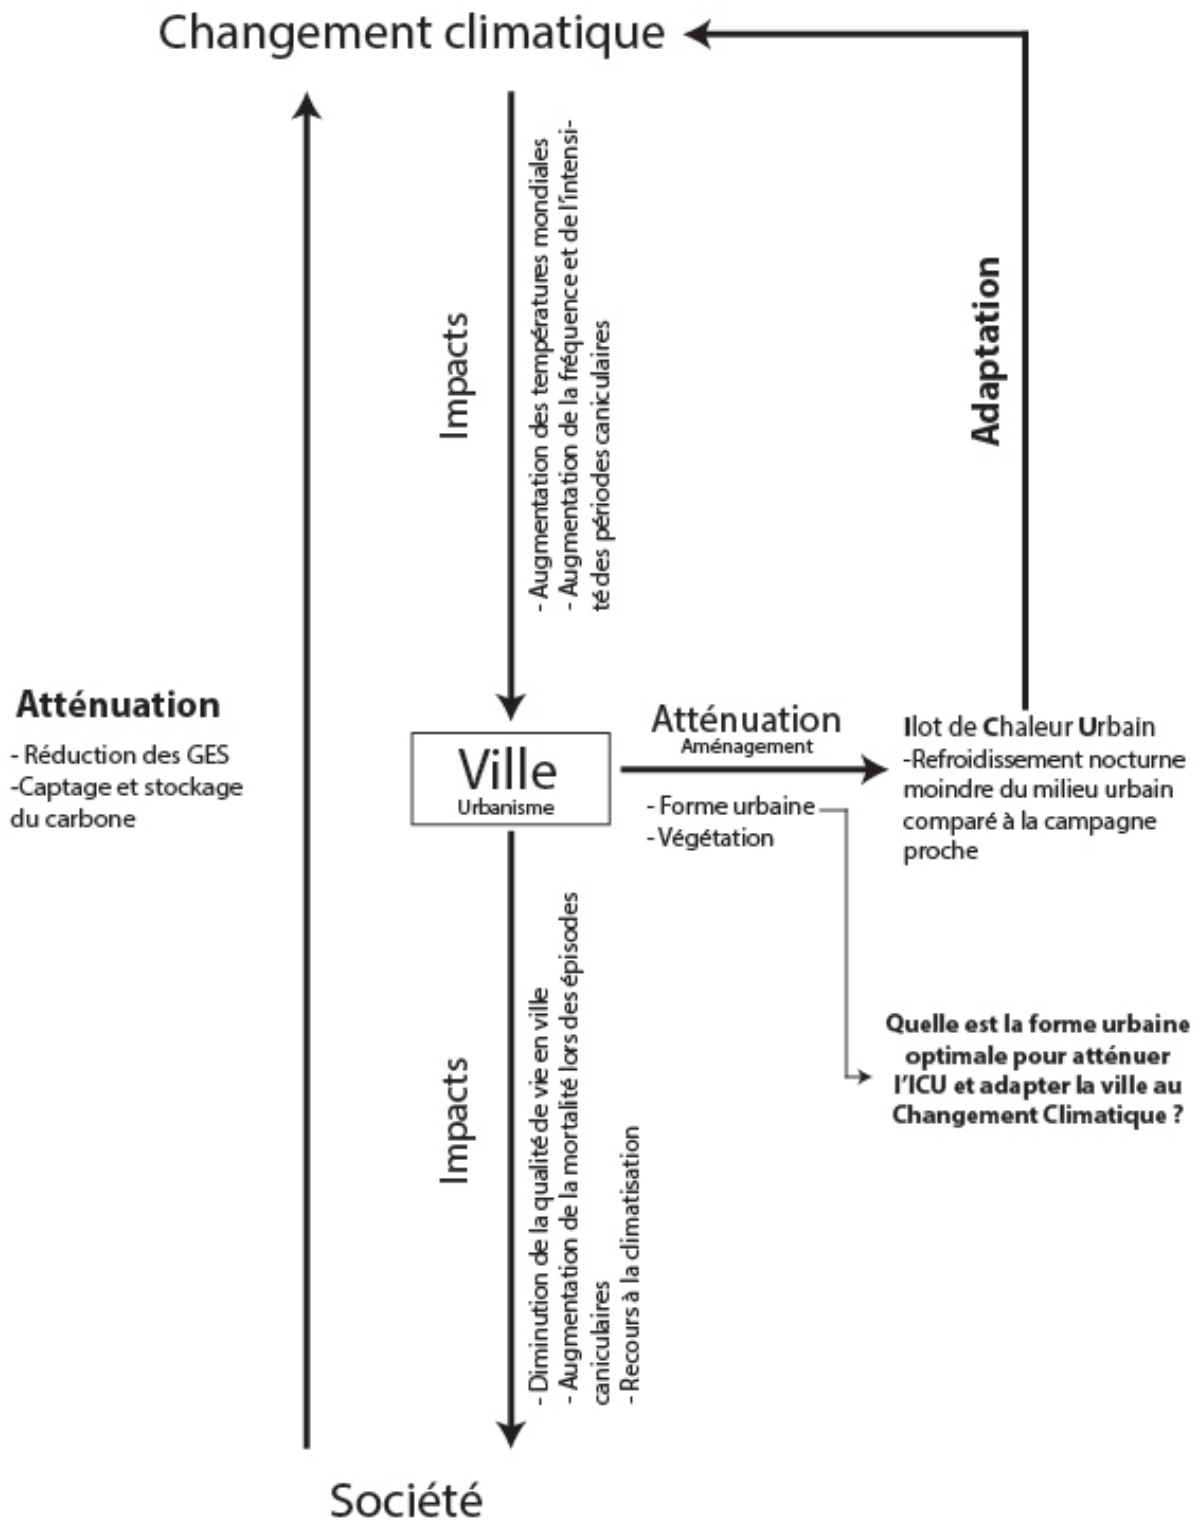 Changement climatique
Impacts
- Augmentation des températures mondiales
- Augmentation de la fréquence et de l'intensi-
té des périodes caniculaires
Adaptation
Atténuation
- Réduction des GES
-Captage et stockage
du carbone
Ville
Urbanisme
Atténuation
Aménagement
- Forme urbaine
- Végétation
Ilot de Chaleur Urbain
-Refroidissement nocturne
moindre du milieu urbain
comparé à la campagne
proche
Quelle est la forme urbaine
optimale pour atténuer
l'ICU et adapter la ville au
Changement Climatique ?
Impacts
- Diminution de la qualité de vie en ville
- Augmentation de la mortalité lors des épisodes
caniculaires
- Recours à la climatisation
Société